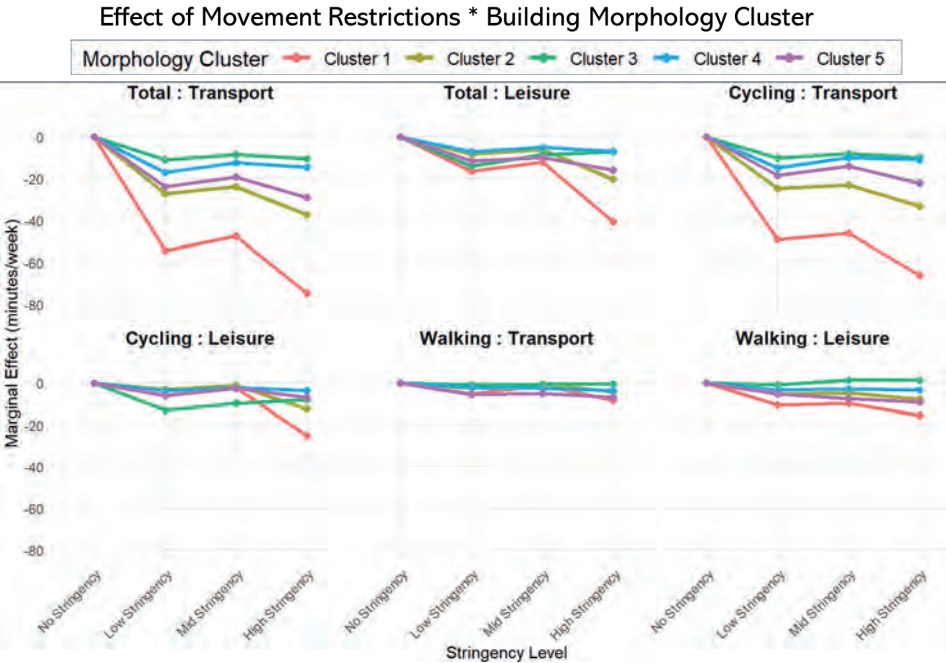 Effect of Movement Restrictions * Building Morphology Cluster
Morphology Cluster Cluster 1 Cluster 2 Cluster 3 Cluster 4 Cluster 5
Total : Transport Total : Leisure Cycling : Transport
0
-20
-40
-60
-80
Cycling : Leisure Walking : Transport Walking : Leisure
0
-20
-40
-60
-80
Marginal Effect (minutes/week)
No Stringency Low Stringency Mid Stringency High Stringency No Stringency Low Stringency Mid Stringency High Stringency No Stringency Low Stringency Mid Stringency High Stringency
Stringency Level